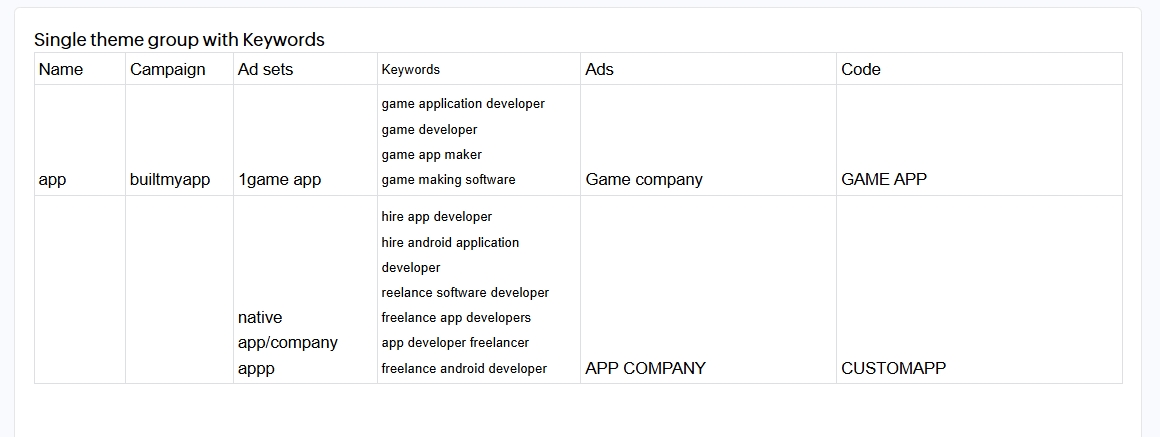 Single theme group with Keywords
Name Campaign Ad sets Keywords Ads Code
game application developer
game developer
game app maker
app builtmyapp 1game app game making software Game company GAME APP
hire app developer
hire android application
developer
reelance software developer
native freelance app developers
app/company app developer freelancer
appp freelance android developer APP COMPANY CUSTOMAPP